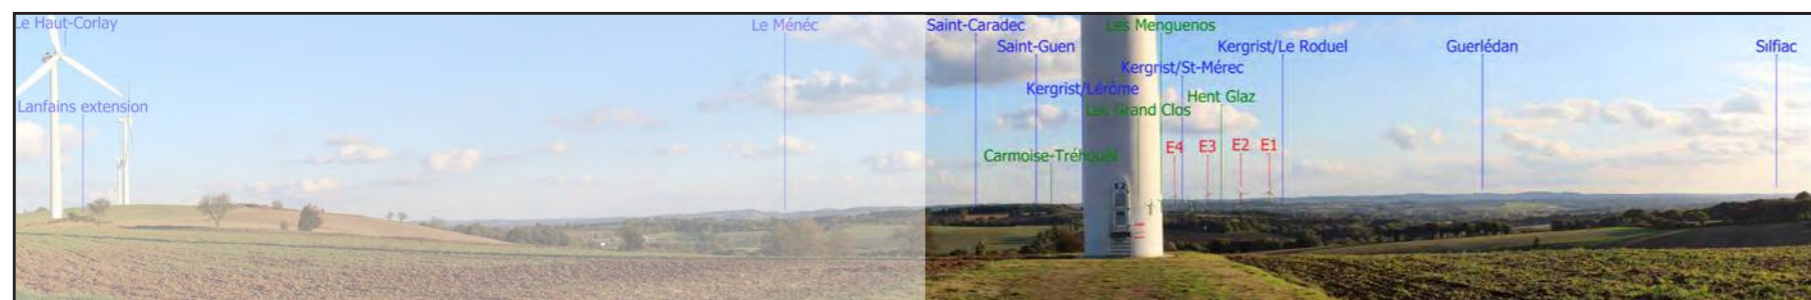 Le Haut-Corlay
Le Ménéc
Saint-Caradec
Les Menguenos
Saint-Guen
Kergrist/Le Roduel
Guerlédan
Silfiac
Kergrist/St-Mérec
Kergrist/Lérôme
Hent Glaz
Lanfains extension
Les Grand Clos
E4 E3 E2 E1
Carmoise-Tréhouët
E2